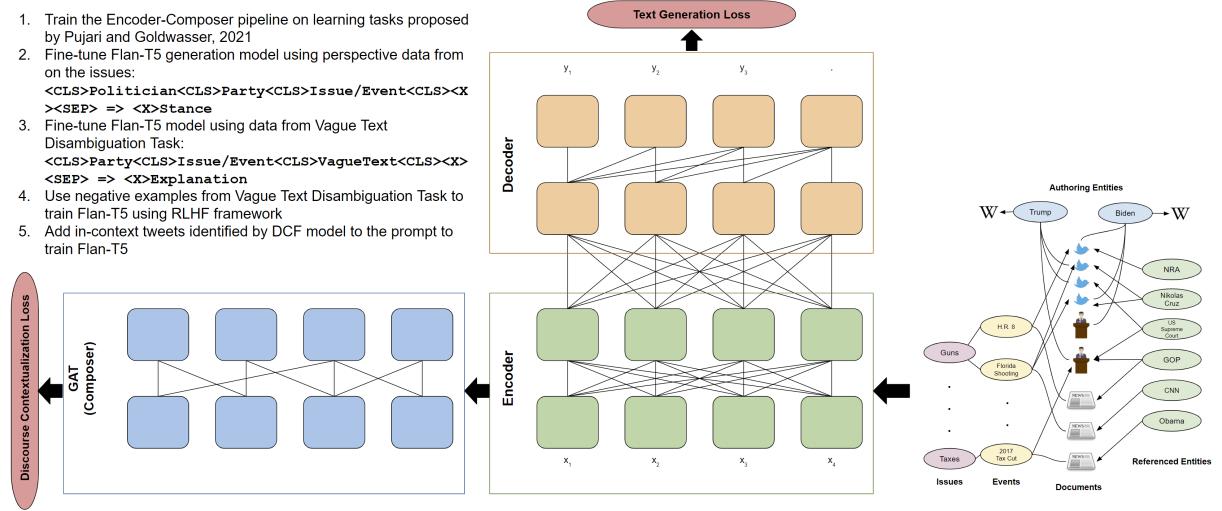 1. Train the Encoder-Composer pipeline on learning tasks proposed
by Pujari and Goldwasser, 2021
2. Fine-tune Flan-T5 generation model using perspective data from
on the issues:
<CLS>Politician<CLS>Party<CLS>Issue/Event<CLS><X
><SEP> => <X>Stance
3. Fine-tune Flan-T5 model using data from Vague Text
Disambiguation Task:
<CLS>Party<CLS>Issue/Event<CLS>VagueText<CLS><X>
<SEP> => <X>Explanation
4. Use negative examples from Vague Text Disambiguation Task to
train Flan-T5 using RLHF framework
5. Add in-context tweets identified by DCF model to the prompt to
train Flan-T5
Text Generation Loss
y1
y2
y3
.
Decoder
Encoder
x1
x2
x3
x4
GAT
(Composer)
Discourse Contextualization Loss
Authoring Entities
W
Trump
Biden
W
NRA
Nikolas
Cruz
US
Supreme
Court
GOP
CNN
Obama
Referenced Entities
H.R. 8
Guns
Florida
Shooting
.
.
.
.
.
.
Taxes
2017
Tax Cut
NEWS
NEWS
NEWS
Issues
Events
Documents